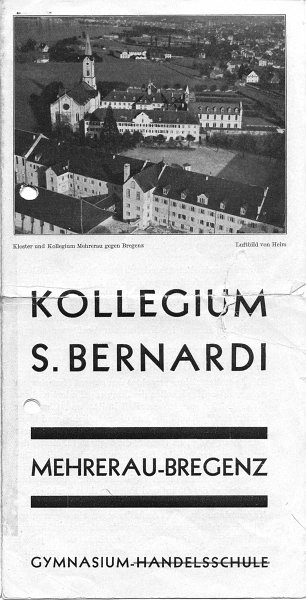 Kloster und Kollegium Mehrerau gegen Bregenz
Luftbild von Heim
KOLLEGIUM
S. BERNARDI
MEHRERAU-BREGENZ
GYMNASIUM-HANDELSSCHULE